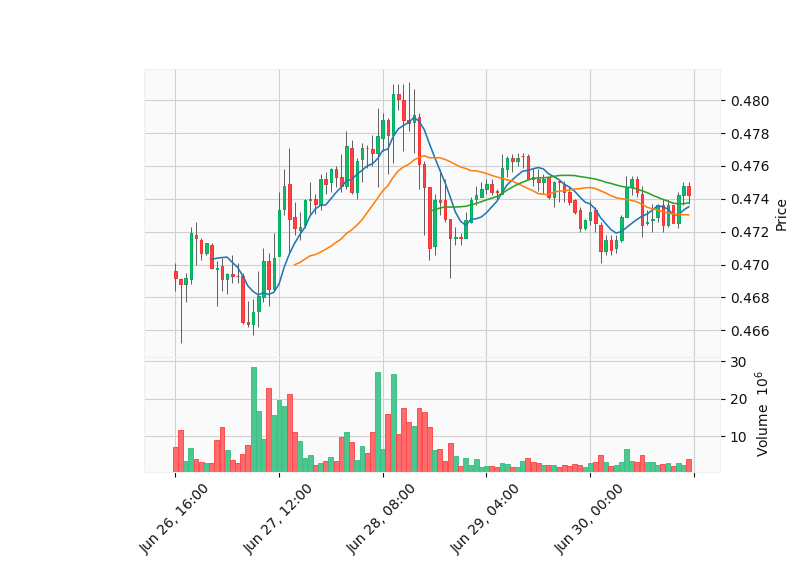 0.480
0.478
0.476
0.474
0.472
0.470
0.468
0.466
Price
30
20
10
Volume 10^6
Jun 26, 16:00
Jun 27, 12:00
Jun 28, 08:00
Jun 29, 04:00
Jun 30, 00:00